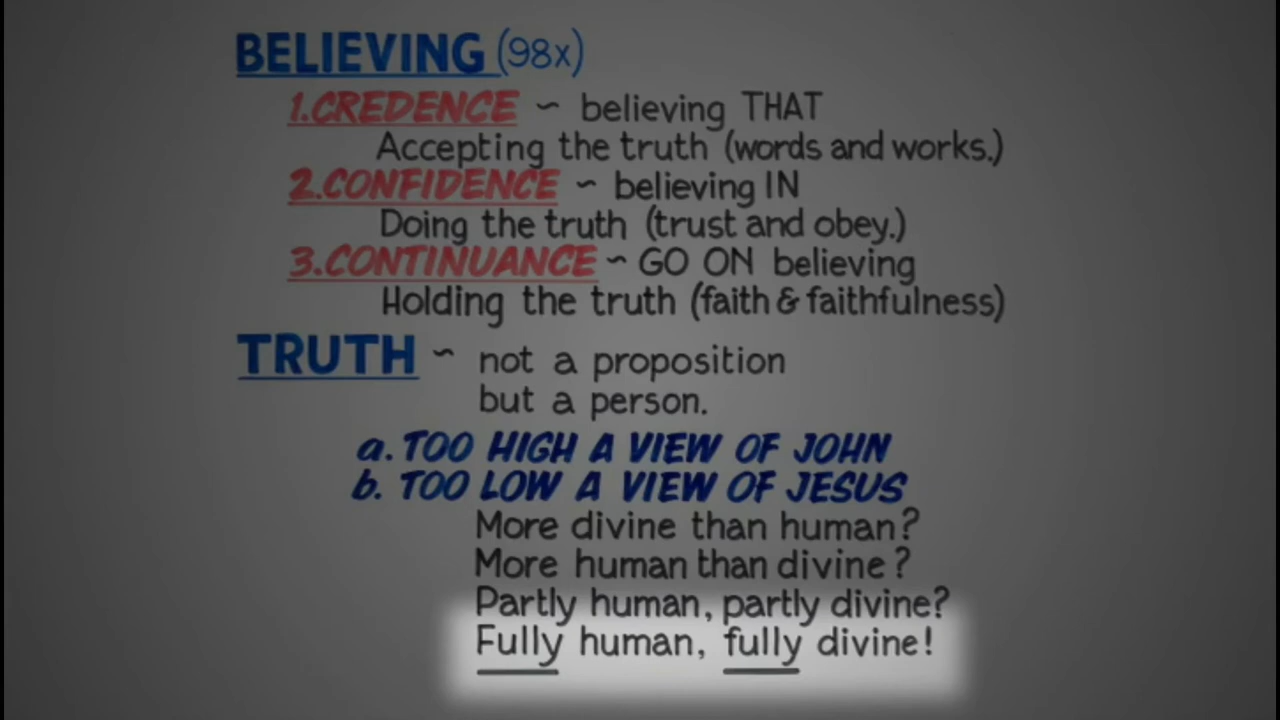 BELIEVING (98x)
1.CREDENCE ~ believing THAT
Accepting the truth (words and works.)
2.CONFIDENCE ~ believing IN
Doing the truth (trust and obey.)
3.CONTINUANCE ~ GO ON believing
Holding the truth (faith & faithfulness)
TRUTH ~ not a proposition
but a person.
a. TOO HIGH A VIEW OF JOHN
b. TOO LOW A VIEW OF JESUS
More divine than human?
More human than divine?
Partly human, partly divine?
Fully human, fully divine!